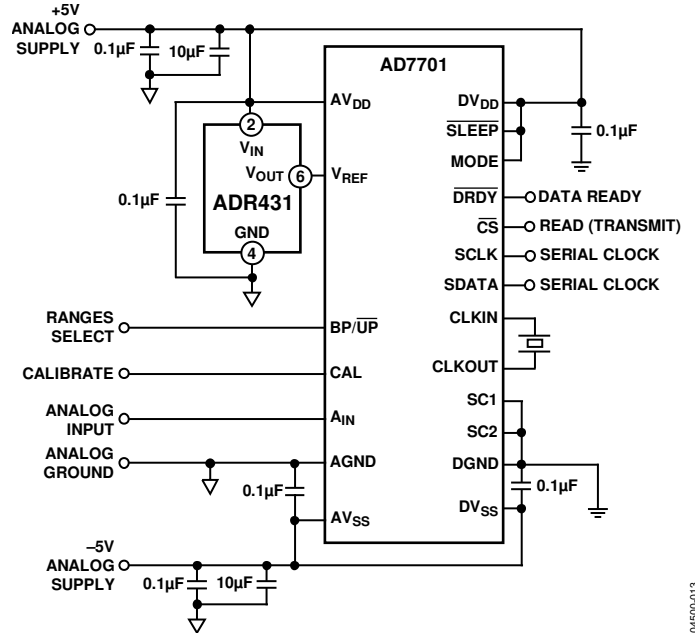 +5V
ANALOG
SUPPLY
0.1µF
10µF
AD7701
AVDD
DVDD
SLEEP
MODE
0.1µF
2
VIN
VOUT
6
VREF
ADR431
0.1µF
GND
4
DRDY
DATA READY
CS
READ (TRANSMIT)
SCLK
SERIAL CLOCK
SDATA
SERIAL CLOCK
RANGES
SELECT
BP/UP
CLKIN
CLKOUT
CALIBRATE
CAL
ANALOG
INPUT
AIN
SC1
SC2
ANALOG
GROUND
AGND
DGND
0.1µF
0.1µF
AVSS
DVSS
–5V
ANALOG
SUPPLY
0.1µF
10µF
04500-013